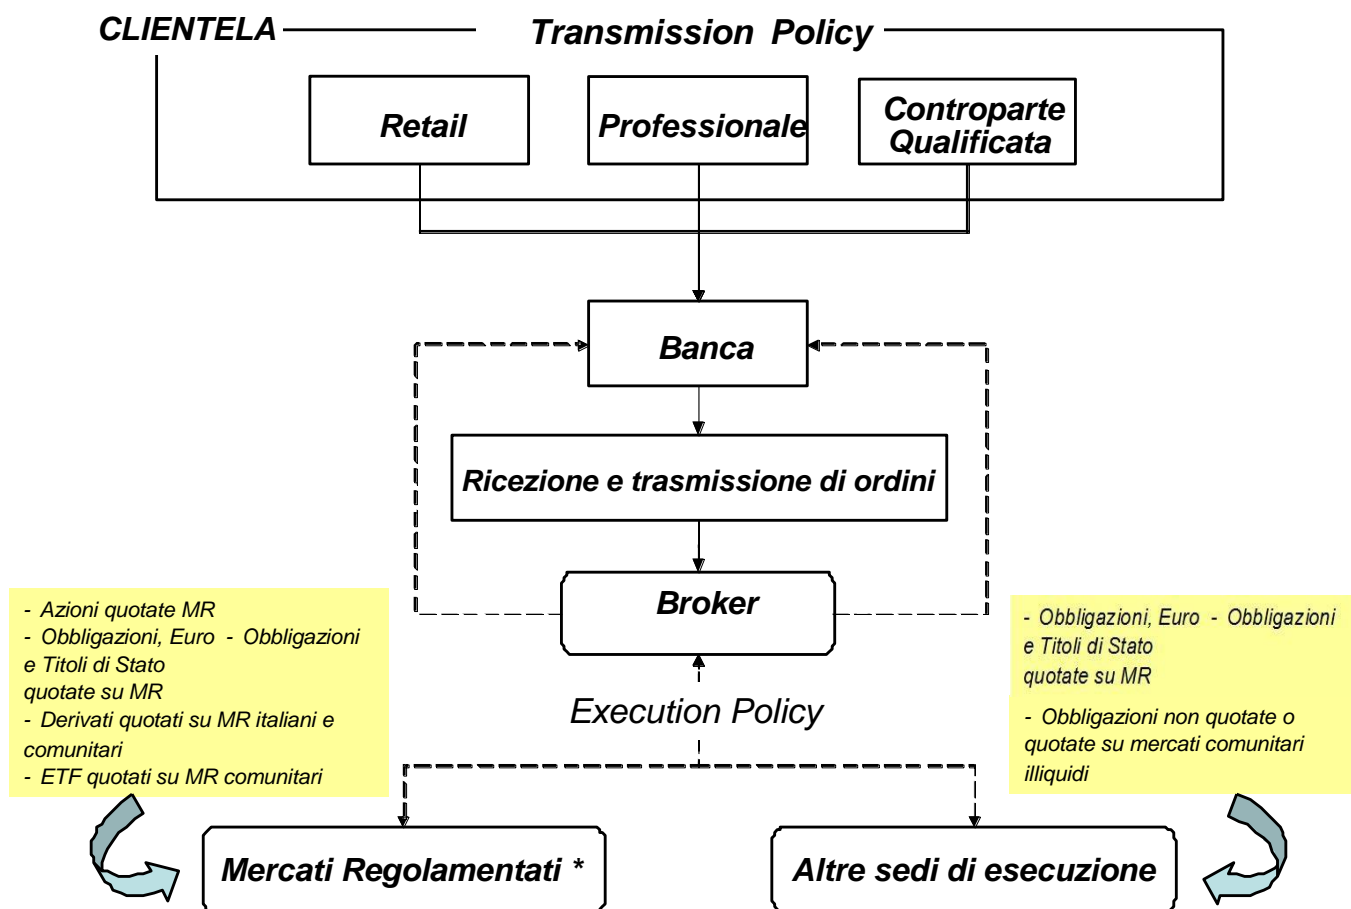 CLIENTELA
Transmission Policy
Retail
Professionale
Controparte
Qualificata
Banca
Ricezione e trasmissione di ordini
Broker
- Azioni quotate MR
- Obbligazioni, Euro - Obbligazioni
e Titoli di Stato
quotate su MR
- Derivati quotati su MR italiani e
comunitari
- ETF quotati su MR comunitari
- Obbligazioni, Euro - Obbligazioni
e Titoli di Stato
quotate su MR
- Obbligazioni non quotate o
quotate su mercati comunitari
illiquidi
Execution Policy
Mercati Regolamentati *
Altre sedi di esecuzione